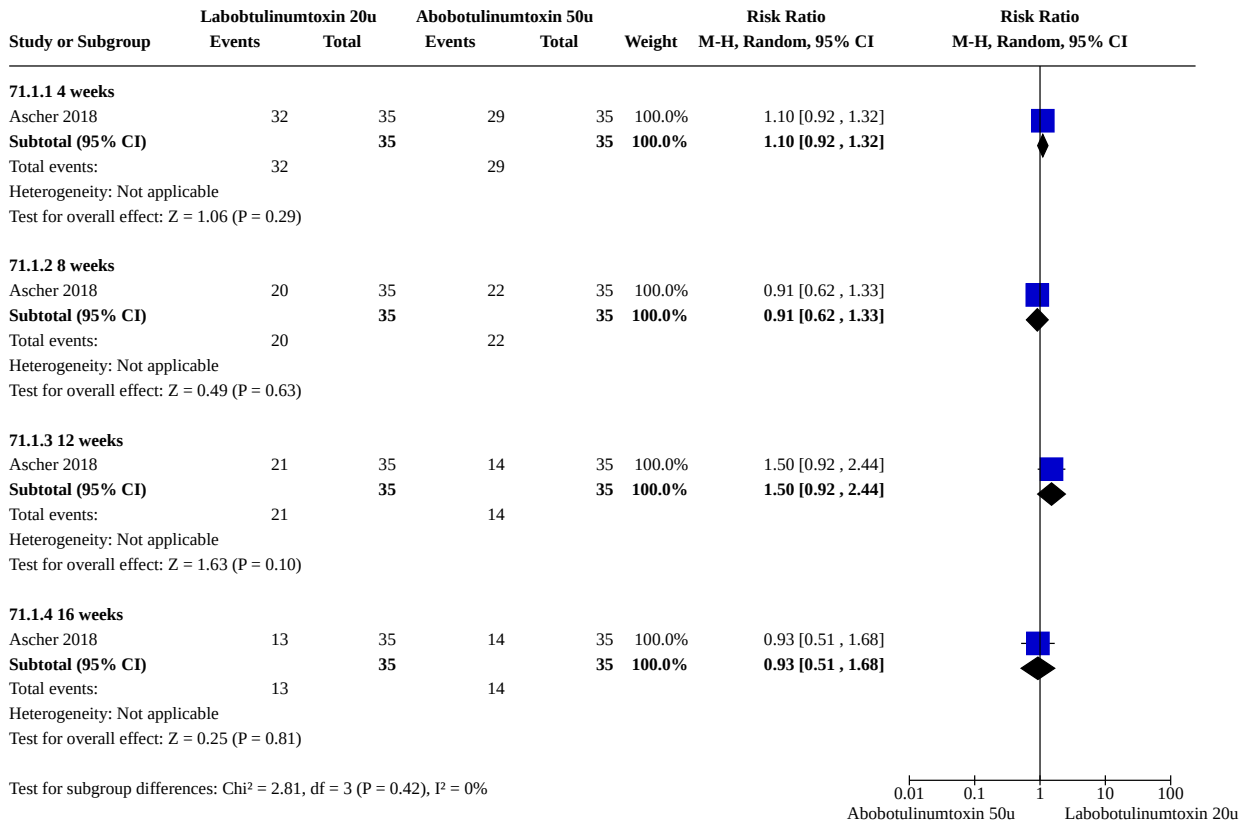 Labobtulinumtoxin 20u Abobotulinumtoxin 50u Risk Ratio Risk Ratio
Study or Subgroup Events Total Events Total Weight M-H, Random, 95% CI M-H, Random, 95% CI
71.1.1 4 weeks
Ascher 2018 32 35 29 35 100.0% 1.10 [0.92 , 1.32]
Subtotal (95% CI) 35 35 100.0% 1.10 [0.92 , 1.32]
Total events: 32 29
Heterogeneity: Not applicable
Test for overall effect: Z = 1.06 (P = 0.29)
71.1.2 8 weeks
Ascher 2018 20 35 22 35 100.0% 0.91 [0.62 , 1.33]
Subtotal (95% CI) 35 35 100.0% 0.91 [0.62 , 1.33]
Total events: 20 22
Heterogeneity: Not applicable
Test for overall effect: Z = 0.49 (P = 0.63)
71.1.3 12 weeks
Ascher 2018 21 35 14 35 100.0% 1.50 [0.92 , 2.44]
Subtotal (95% CI) 35 35 100.0% 1.50 [0.92 , 2.44]
Total events: 21 14
Heterogeneity: Not applicable
Test for overall effect: Z = 1.63 (P = 0.10)
71.1.4 16 weeks
Ascher 2018 13 35 14 35 100.0% 0.93 [0.51 , 1.68]
Subtotal (95% CI) 35 35 100.0% 0.93 [0.51 , 1.68]
Total events: 13 14
Heterogeneity: Not applicable
Test for overall effect: Z = 0.25 (P = 0.81)
Test for subgroup differences: Chi² = 2.81, df = 3 (P = 0.42), I² = 0%
0.01 0.1 1 10 100
Abobotulinumtoxin 50u Labobotulinumtoxin 20u